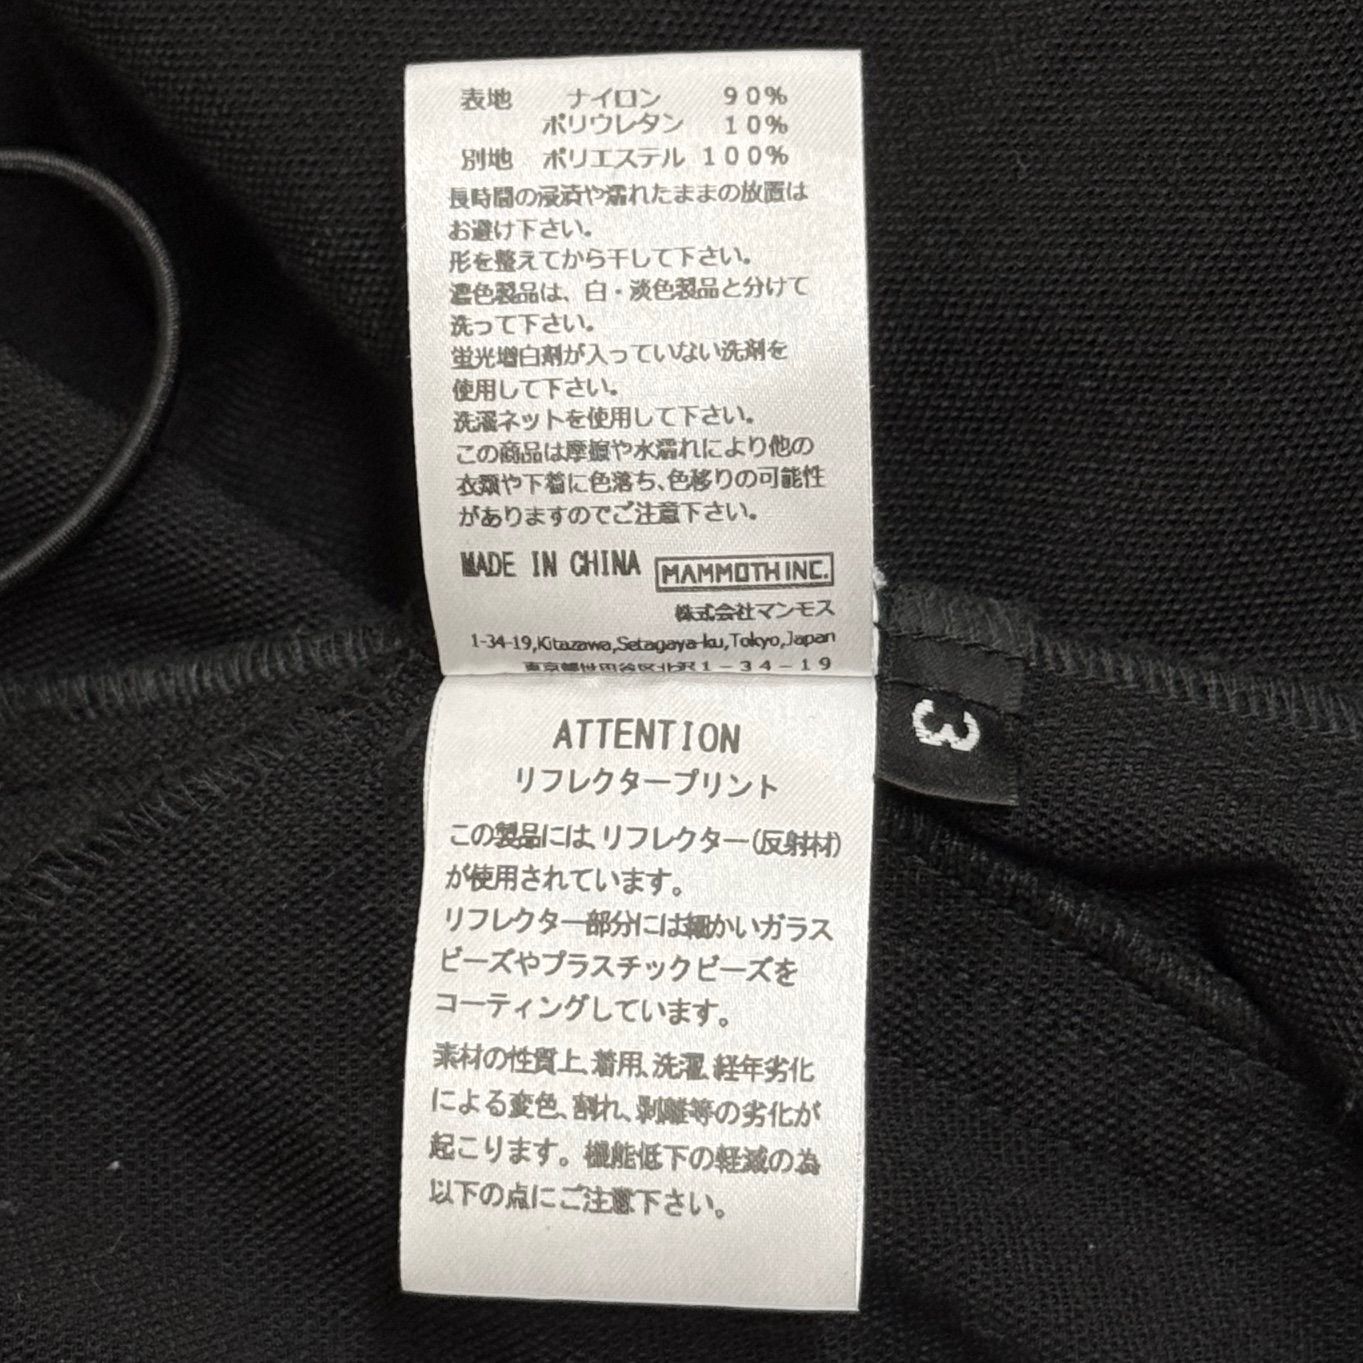 表地 ナイロン 90%
ポリウレタン 10%
別地 ポリエステル 100%
長時間の浸漬や濡れたままの放置は
お避け下さい。
形を整えてから干して下さい。
濃色製品は、白・淡色製品と分けて
洗って下さい。
蛍光増白剤が入っていない洗剤を
使用して下さい。
洗濯ネットを使用して下さい。
この商品は摩擦や水濡れにより他の
衣類や下着に色落ち、色移りの可能性
がありますのでご注意下さい。
MADE IN CHINA MAMMOTH INC.
株式会社マンモス
1-34-19,Kitazawa,Setagaya-ku,Tokyo,Japan
東京都世田谷区北沢1-34-19
3
ATTENTION
リフレクタープリント
この製品には、リフレクター(反射材)
が使用されています。
リフレクター部分には細かいガラス
ビーズやプラスチックビーズを
コーティングしています。
素材の性質上、着用、洗濯、経年劣化
による変色、割れ、剥離等の劣化が
起こります。機能低下の軽減の為
以下の点にご注意下さい。